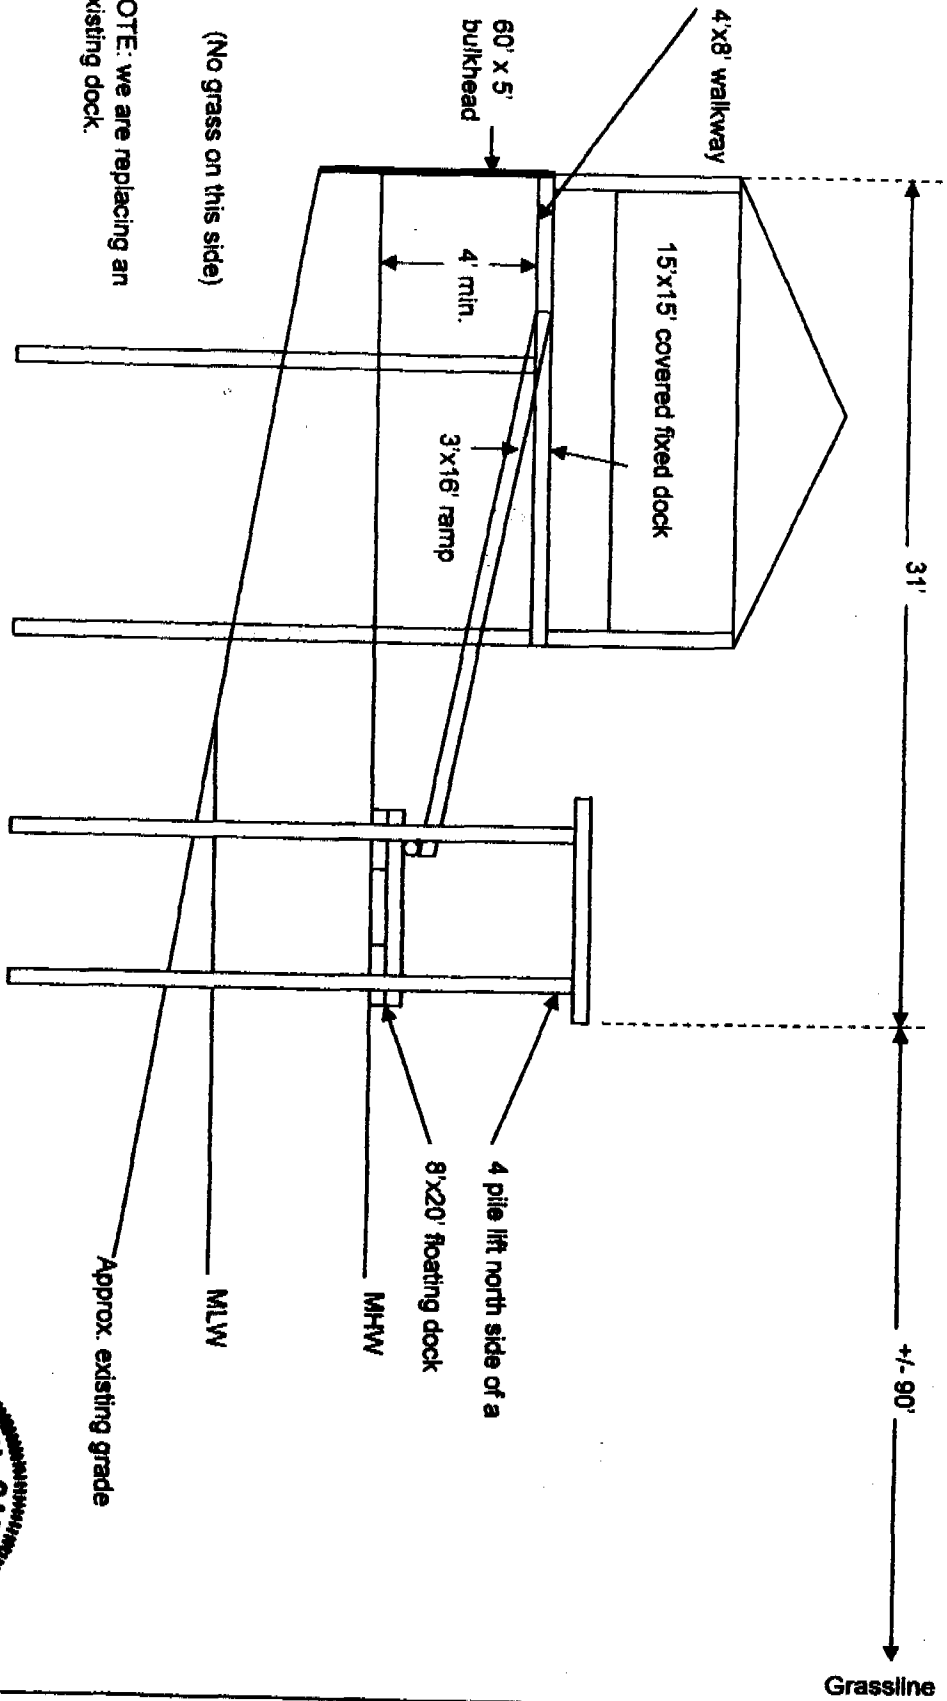 31'
+/- 90'
Grassline
4'x8' walkway
15'x15' covered fixed dock
60' x 5'
bulkhead
4' min.
3'x16' ramp
4 pile lift north side of a
8'x20' floating dock
MHW
MLW
Approx. existing grade
(No grass on this side)
OTE: we are replacing an
xisting dock.